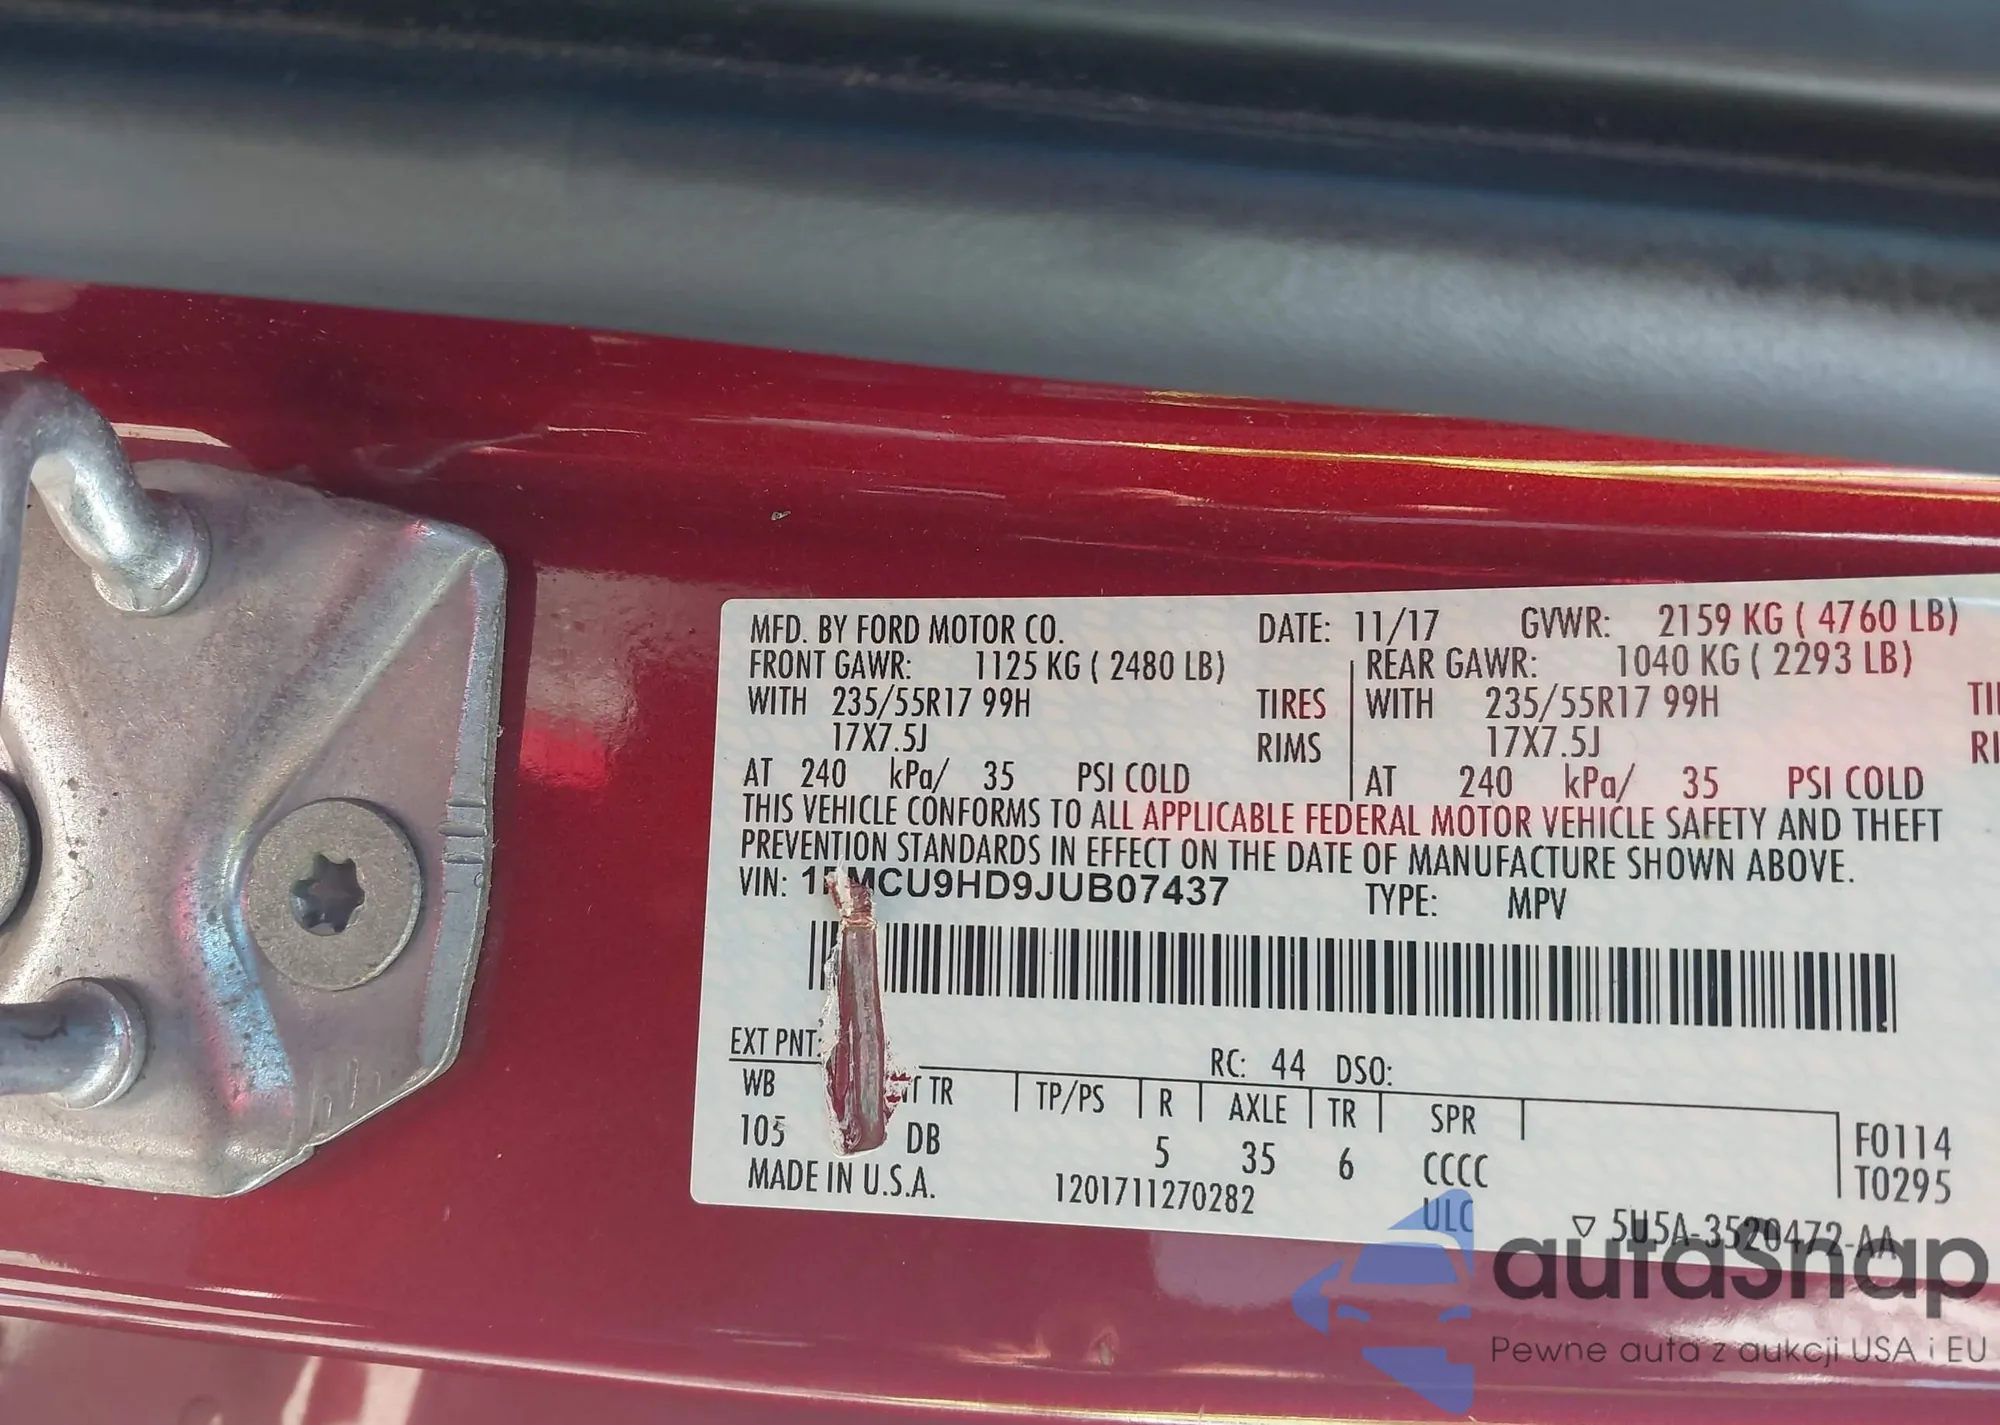 MFD. BY FORD MOTOR CO. DATE: 11/17 GVWR: 2159 KG ( 4760 LB)
FRONT GAWR: 1125 KG ( 2480 LB) REAR GAWR: 1040 KG ( 2293 LB)
WITH 235/55R17 99H TIRES WITH 235/55R17 99H TI
17X7.5J RIMS 17X7.5J RI
AT 240 kPa/ 35 PSI COLD AT 240 kPa/ 35 PSI COLD
THIS VEHICLE CONFORMS TO ALL APPLICABLE FEDERAL MOTOR VEHICLE SAFETY AND THEFT
PREVENTION STANDARDS IN EFFECT ON THE DATE OF MANUFACTURE SHOWN ABOVE.
VIN: 1 MCU9HD9JUB07437 TYPE: MPV
EXT PNT: RC: 44 DSO:
WB TR TP/PS R AXLE TR SPR
105 DB 5 35 6 CCCC F0114
T0295
MADE IN U.S.A. 1201711270282 ULC
▽ 5U5A-3520472-AA
autaSnap
Pewne auta z aukcji USA i EU